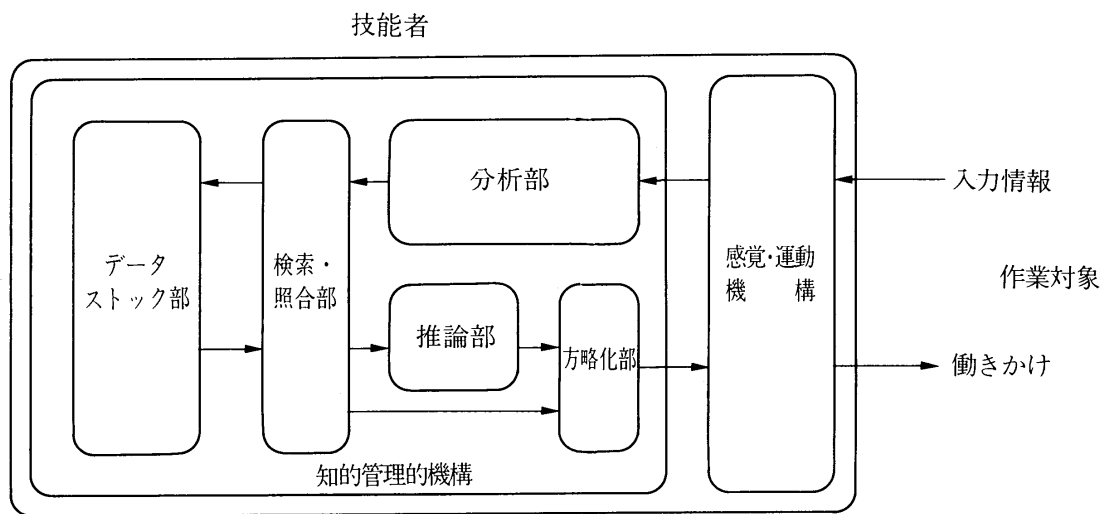 技能者
データ
ストック部
検索・
照合部
分析部
推論部
方略化部
知的管理的機構
感覚・運動
機構
入力情報
作業対象
働きかけ